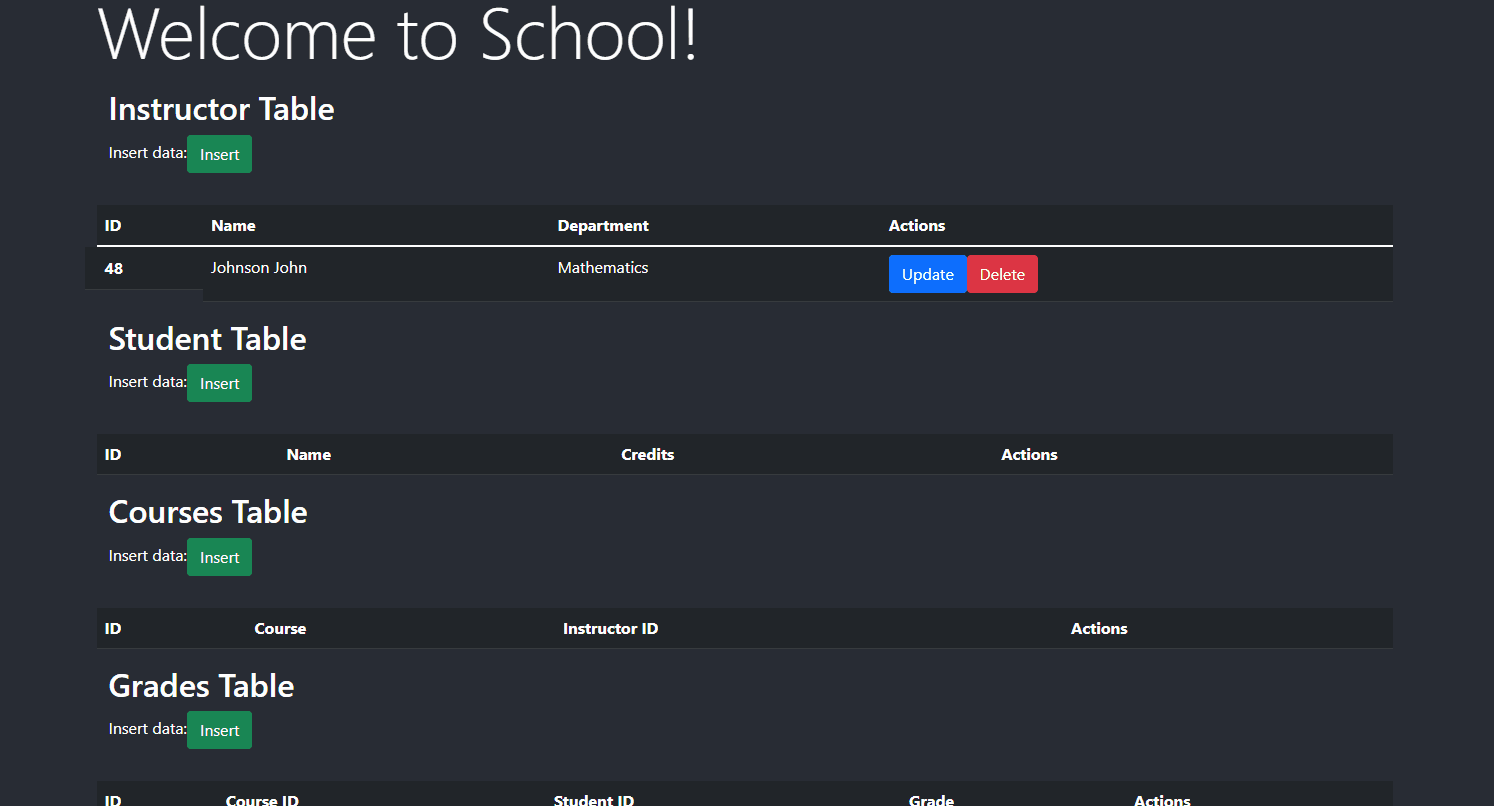 Welcome to School!
Instructor Table
Insert data: Insert
ID Name Department Actions
48 Johnson John Mathematics Update Delete
Student Table
Insert data: Insert
ID Name Credits Actions
Courses Table
Insert data: Insert
ID Course Instructor ID Actions
Grades Table
Insert data: Insert
ID Course ID Student ID Grade Actions